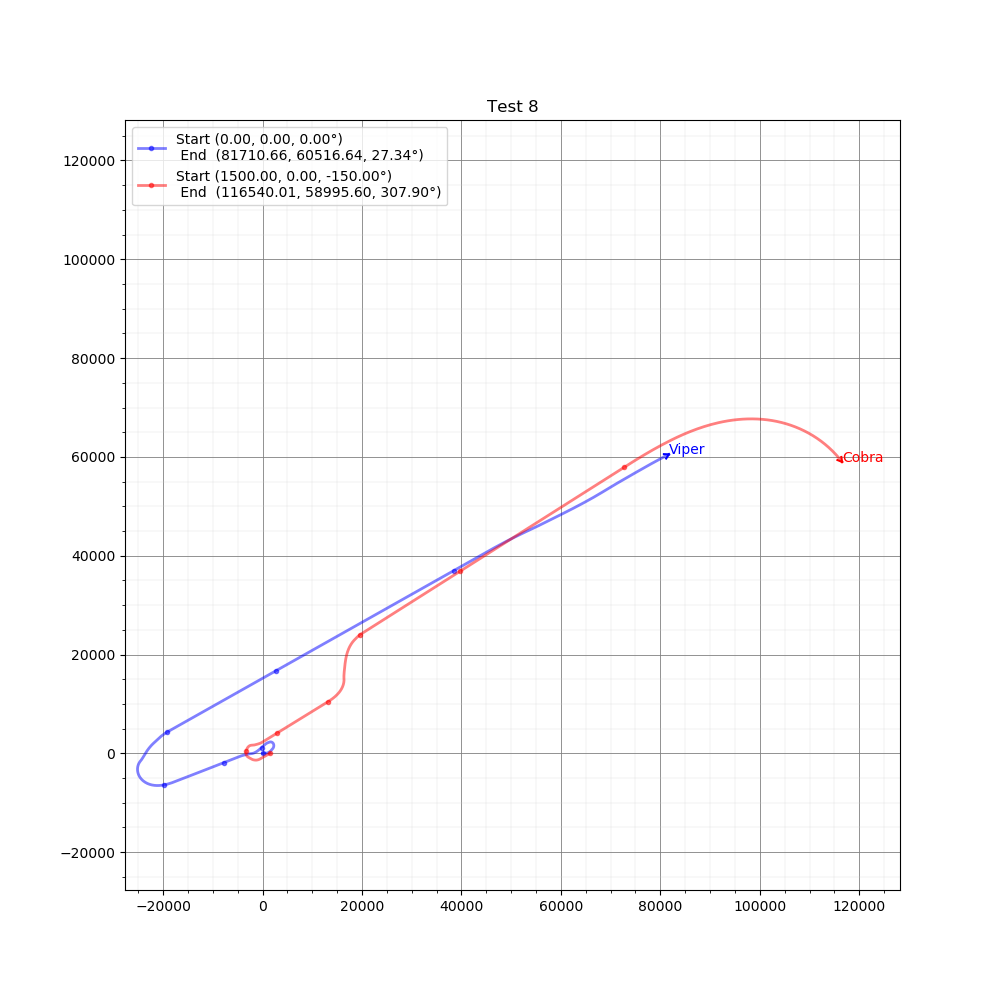 Test 8
Start (0.00, 0.00, 0.00°)
End (81710.66, 60516.64, 27.34°)
Start (1500.00, 0.00, -150.00°)
End (116540.01, 58995.60, 307.90°)
120000
100000
80000
60000
40000
20000
0
−20000
Viper
Cobra
−20000 0 20000 40000 60000 80000 100000 120000